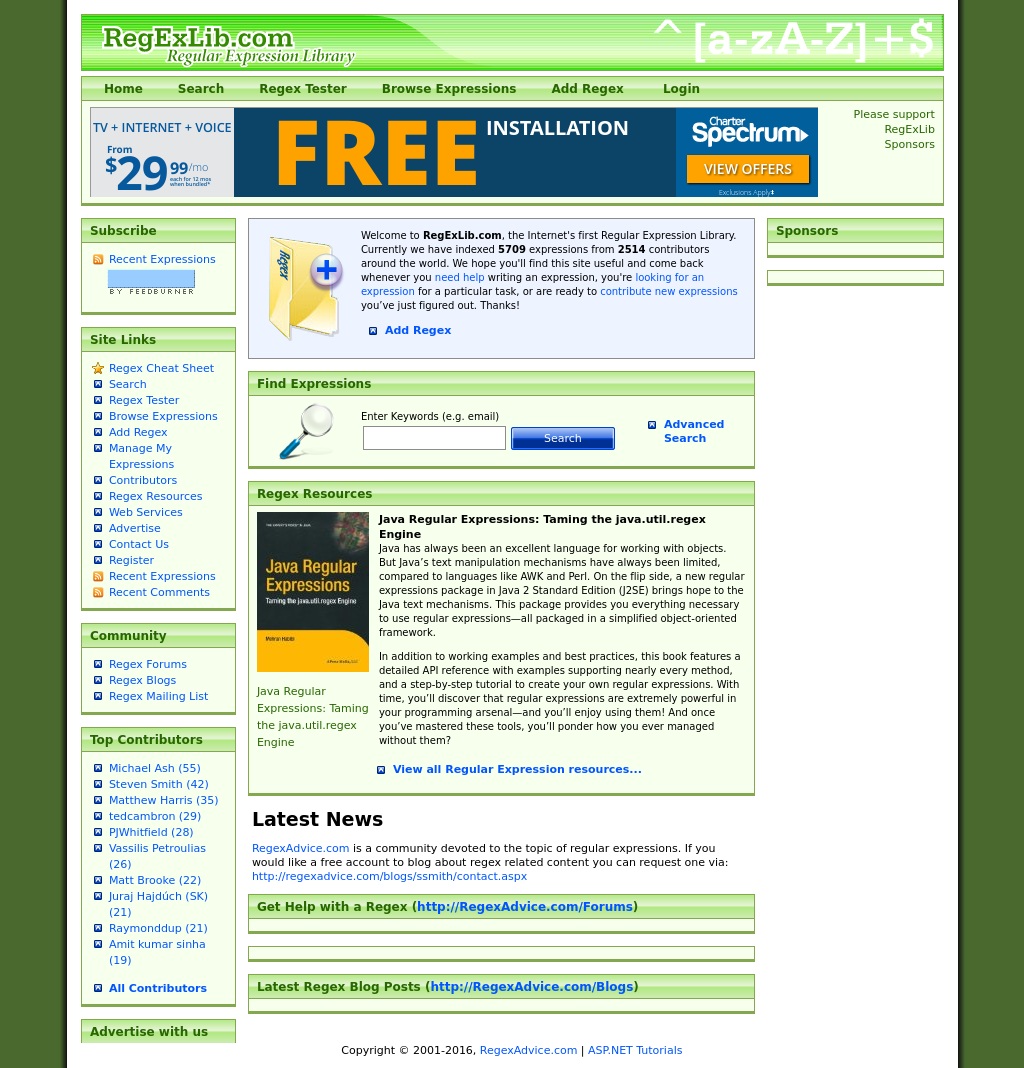 RegExLib.com
Regular Expression Library
^[a-zA-Z]+$
Home Search Regex Tester Browse Expressions Add Regex Login
TV + INTERNET + VOICE
From
$29 99/mo
each for 12 mos
when bundled*
FREE INSTALLATION
Charter
Spectrum
VIEW OFFERS
Exclusions Apply‡
Please support
RegExLib
Sponsors
Subscribe
Recent Expressions
BY FEEDBURNER
Site Links
Regex Cheat Sheet
Search
Regex Tester
Browse Expressions
Add Regex
Manage My
Expressions
Contributors
Regex Resources
Web Services
Advertise
Contact Us
Register
Recent Expressions
Recent Comments
Community
Regex Forums
Regex Blogs
Regex Mailing List
Top Contributors
Michael Ash (55)
Steven Smith (42)
Matthew Harris (35)
tedcambron (29)
PJWhitfield (28)
Vassilis Petroulias
(26)
Matt Brooke (22)
Juraj Hajdúch (SK)
(21)
Raymonddup (21)
Amit kumar sinha
(19)
All Contributors
Advertise with us
Regex
Welcome to RegExLib.com, the Internet's first Regular Expression Library.
Currently we have indexed 5709 expressions from 2514 contributors
around the world. We hope you'll find this site useful and come back
whenever you need help writing an expression, you're looking for an
expression for a particular task, or are ready to contribute new expressions
you’ve just figured out. Thanks!
Add Regex
Find Expressions
Enter Keywords (e.g. email)
Search
Advanced
Search
Regex Resources
Java Regular
Expressions
Taming the java.util.regex Engine
Mehran Habibi
Java Regular
Expressions: Taming
the java.util.regex
Engine
Java Regular Expressions: Taming the java.util.regex
Engine
Java has always been an excellent language for working with objects.
But Java’s text manipulation mechanisms have always been limited,
compared to languages like AWK and Perl. On the flip side, a new regular
expressions package in Java 2 Standard Edition (J2SE) brings hope to the
Java text mechanisms. This package provides you everything necessary
to use regular expressions—all packaged in a simplified object-oriented
framework.
In addition to working examples and best practices, this book features a
detailed API reference with examples supporting nearly every method,
and a step-by-step tutorial to create your own regular expressions. With
time, you’ll discover that regular expressions are extremely powerful in
your programming arsenal—and you’ll enjoy using them! And once
you’ve mastered these tools, you’ll ponder how you ever managed
without them?
View all Regular Expression resources...
Latest News
RegexAdvice.com is a community devoted to the topic of regular expressions. If you
would like a free account to blog about regex related content you can request one via:
http://regexadvice.com/blogs/ssmith/contact.aspx
Get Help with a Regex (http://RegexAdvice.com/Forums)
Latest Regex Blog Posts (http://RegexAdvice.com/Blogs)
Sponsors
Copyright © 2001-2016, RegexAdvice.com | ASP.NET Tutorials